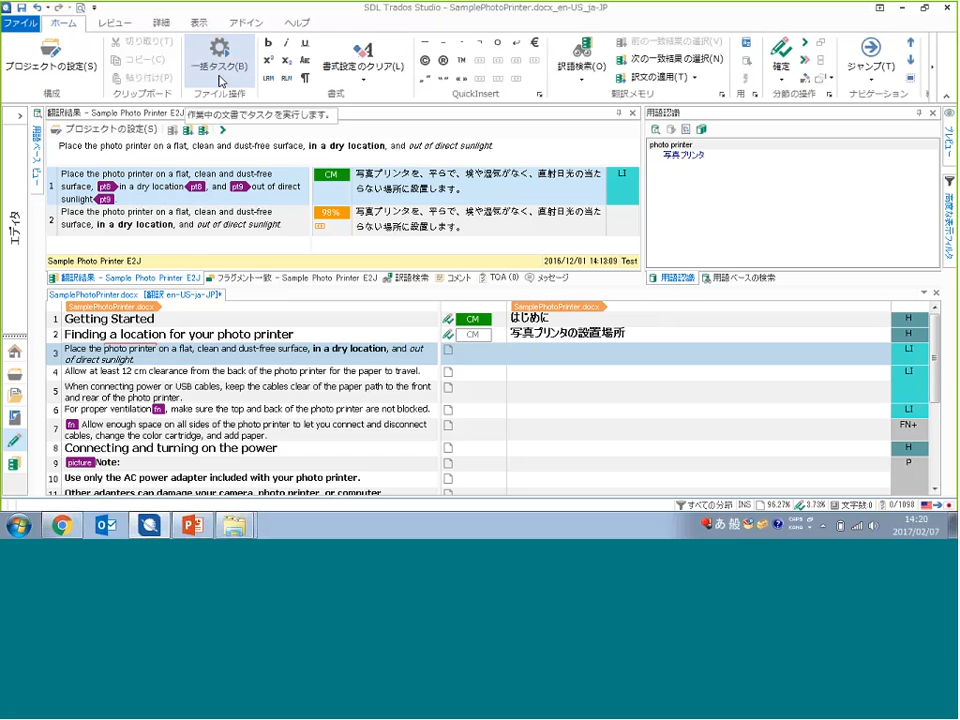 SDL Trados Studio - SamplePhotoPrinter.docx_en-US_ja-JP
ファイル ホーム レビュー 詳細 表示 アドイン ヘルプ
プロジェクトの設定(S)
切り取り(T)
コピー(C)
貼り付け(P)
一括タスク(B)
b i u
LRM RLM ¶
書式設定のクリア(L)
© ® ™
€
訳語検索(O)
前の一致結果の選択(V)
次の一致結果の選択(N)
訳文の適用(T)
確定
ジャンプ(T)
構成 クリップボード ファイル操作 書式 QuickInsert 翻訳メモリ 用 分節の操作 ナビゲーション
翻訳結果 - Sample Photo Printer E2J
作業中の文書でタスクを実行します。
プロジェクトの設定(S)
Place the photo printer on a flat, clean and dust-free surface, in a dry location, and out of direct sunlight.
1 Place the photo printer on a flat, clean and dust-free surface, pt8 in a dry location pt8, and pt9 out of direct sunlight pt9.
CM 写真プリンタを、平らで、埃や湿気がなく、直射日光の当たらない場所に設置します。 LI
2 Place the photo printer on a flat, clean and dust-free surface, in a dry location, and out of direct sunlight.
98% 写真プリンタを、平らで、埃や湿気がなく、直射日光の当たらない場所に設置します。
Sample Photo Printer E2J 2016/12/01 14:13:09 Test
翻訳結果 - Sample Photo Printer E2J フラグメント一致 - Sample Photo Printer E2J 訳語検索 コメント TQA (0) メッセージ
用語認識
photo printer
写真プリンタ
用語認識 用語ベースの検索
用語ベース ビュー
エディタ
プレビュー
高度な表示フィルタ
SamplePhotoPrinter.docx [翻訳 en-US-ja-JP]*
SamplePhotoPrinter.docx SamplePhotoPrinter.docx
1 Getting Started CM はじめに H
2 Finding a location for your photo printer CM 写真プリンタの設置場所 H
3 Place the photo printer on a flat, clean and dust-free surface, in a dry location, and out of direct sunlight. LI
4 Allow at least 12 cm clearance from the back of the photo printer for the paper to travel. LI
5 When connecting power or USB cables, keep the cables clear of the paper path to the front and rear of the photo printer.
6 For proper ventilation fn, make sure the top and back of the photo printer are not blocked. LI
7 fn Allow enough space on all sides of the photo printer to let you connect and disconnect cables, change the color cartridge, and add paper. FN+
8 Connecting and turning on the power H
9 picture Note: P
10 Use only the AC power adapter included with your photo printer.
11 Other adapters can damage your camera, photo printer, or computer.
すべての分節 INS 96.27% 3.73% 文字数:0 0/1098
あ 般 CAPS KANA
14:20
2017/02/07